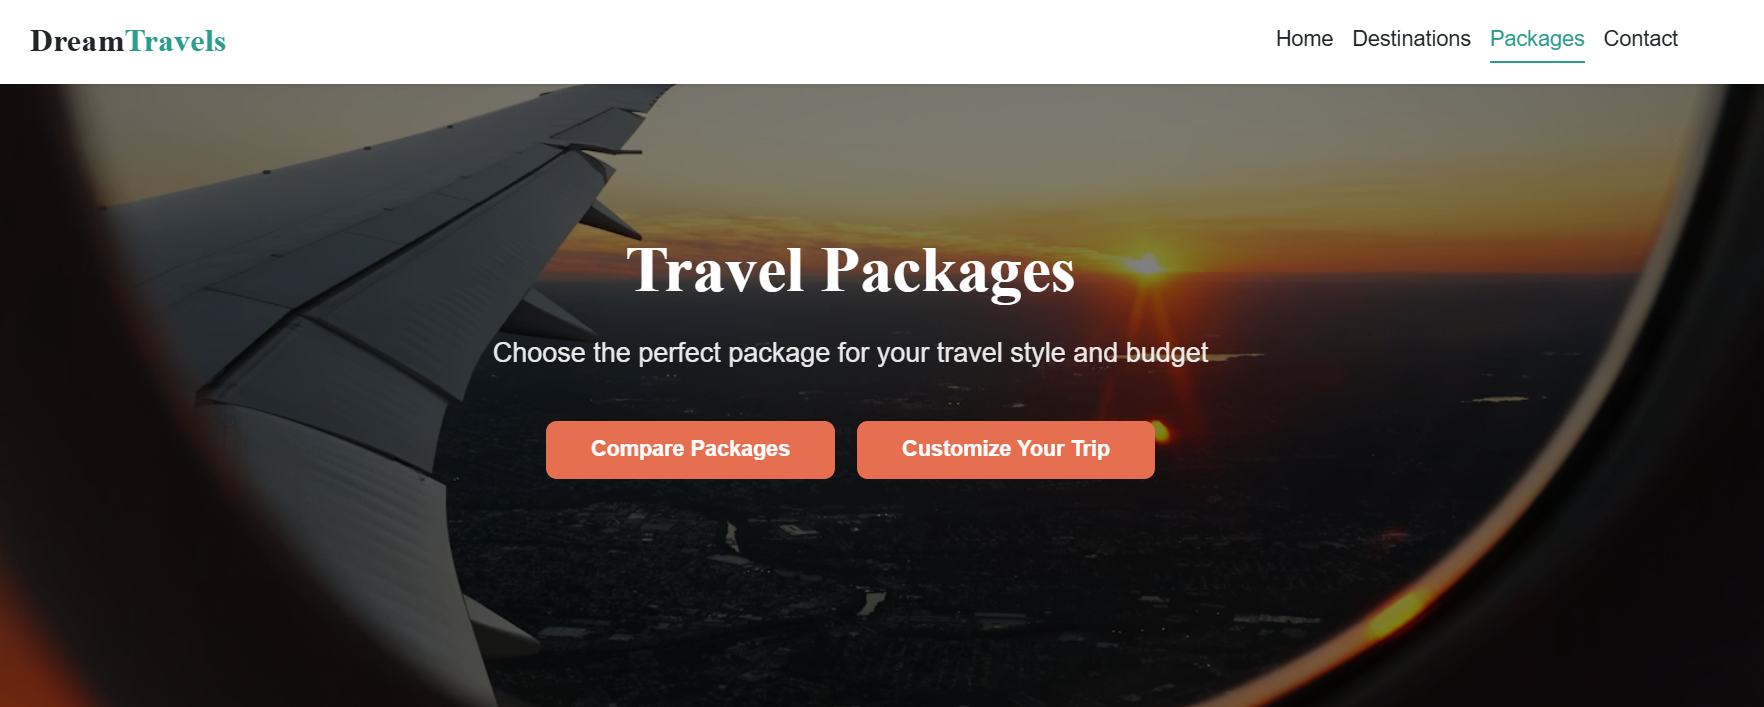 DreamTravels
Home Destinations Packages Contact
Travel Packages
Choose the perfect package for your travel style and budget
Compare Packages Customize Your Trip